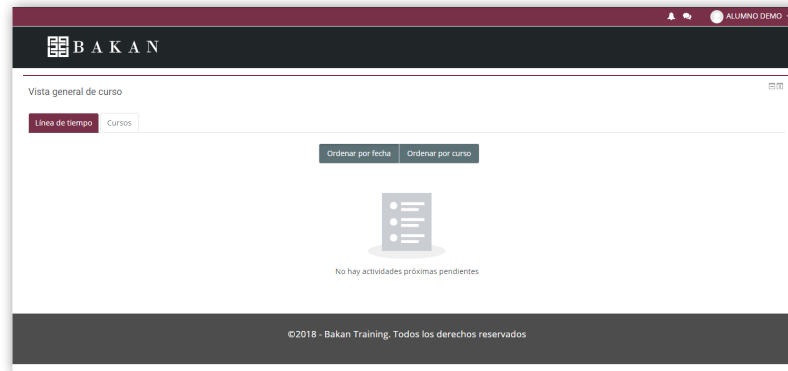 ALUMNO DEMO
BAKAN
Vista general de curso
Línea de tiempo Cursos
Ordenar por fecha Ordenar por curso
No hay actividades próximas pendientes
©2018 - Bakan Training. Todos los derechos reservados